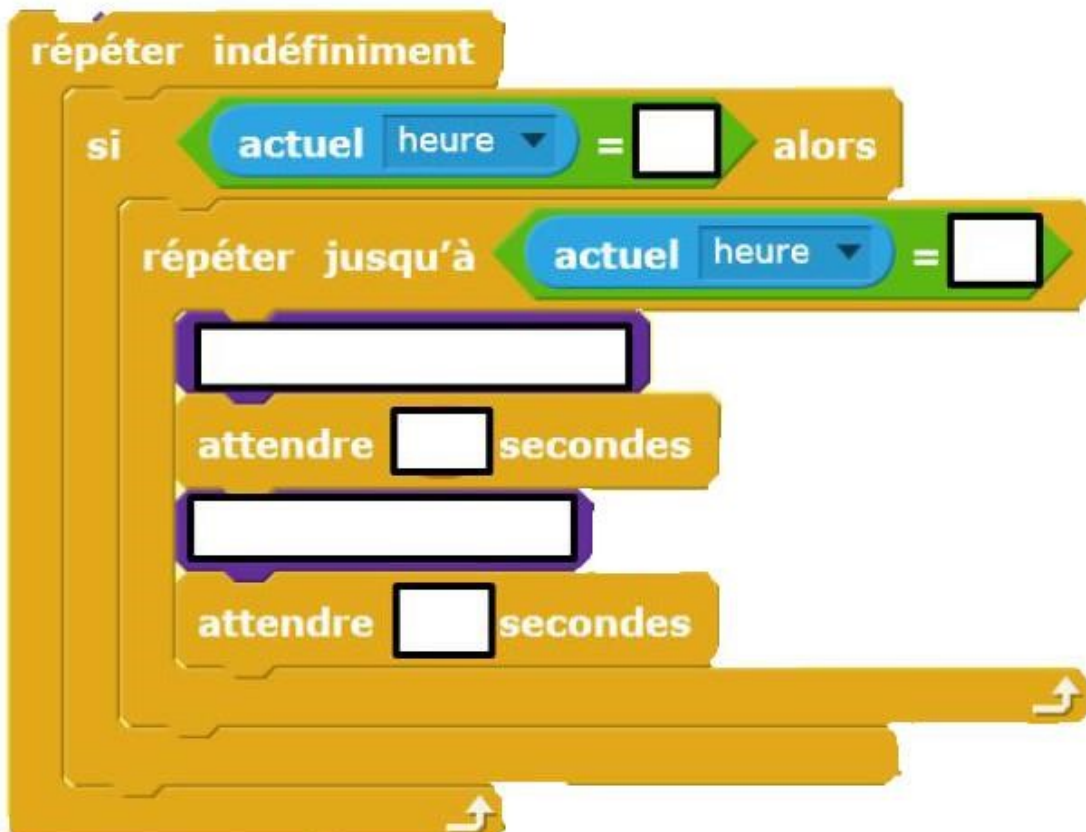 répéter indéfiniment
si actuel heure = alors
répéter jusqu'à actuel heure =
attendre secondes
attendre secondes